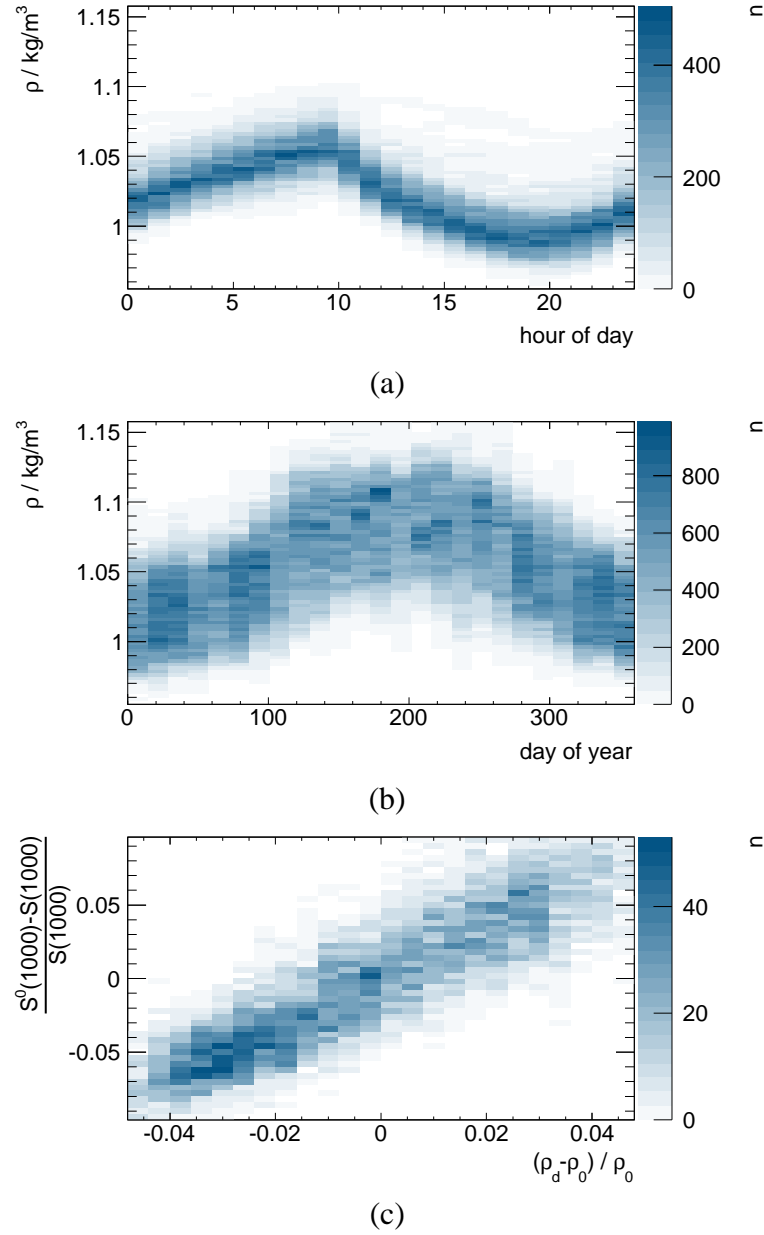 ρ / kg/m³
1.15
1.1
1.05
1
0 5 10 15 20
hour of day
n
400
200
0
(a)
ρ / kg/m³
1.15
1.1
1.05
1
0 100 200 300
day of year
n
800
600
400
200
0
(b)
S⁰(1000)-S(1000)
S(1000)
0.05
0
-0.05
-0.04 -0.02 0 0.02 0.04
(ρ_d-ρ_0) / ρ_0
n
40
20
0
(c)